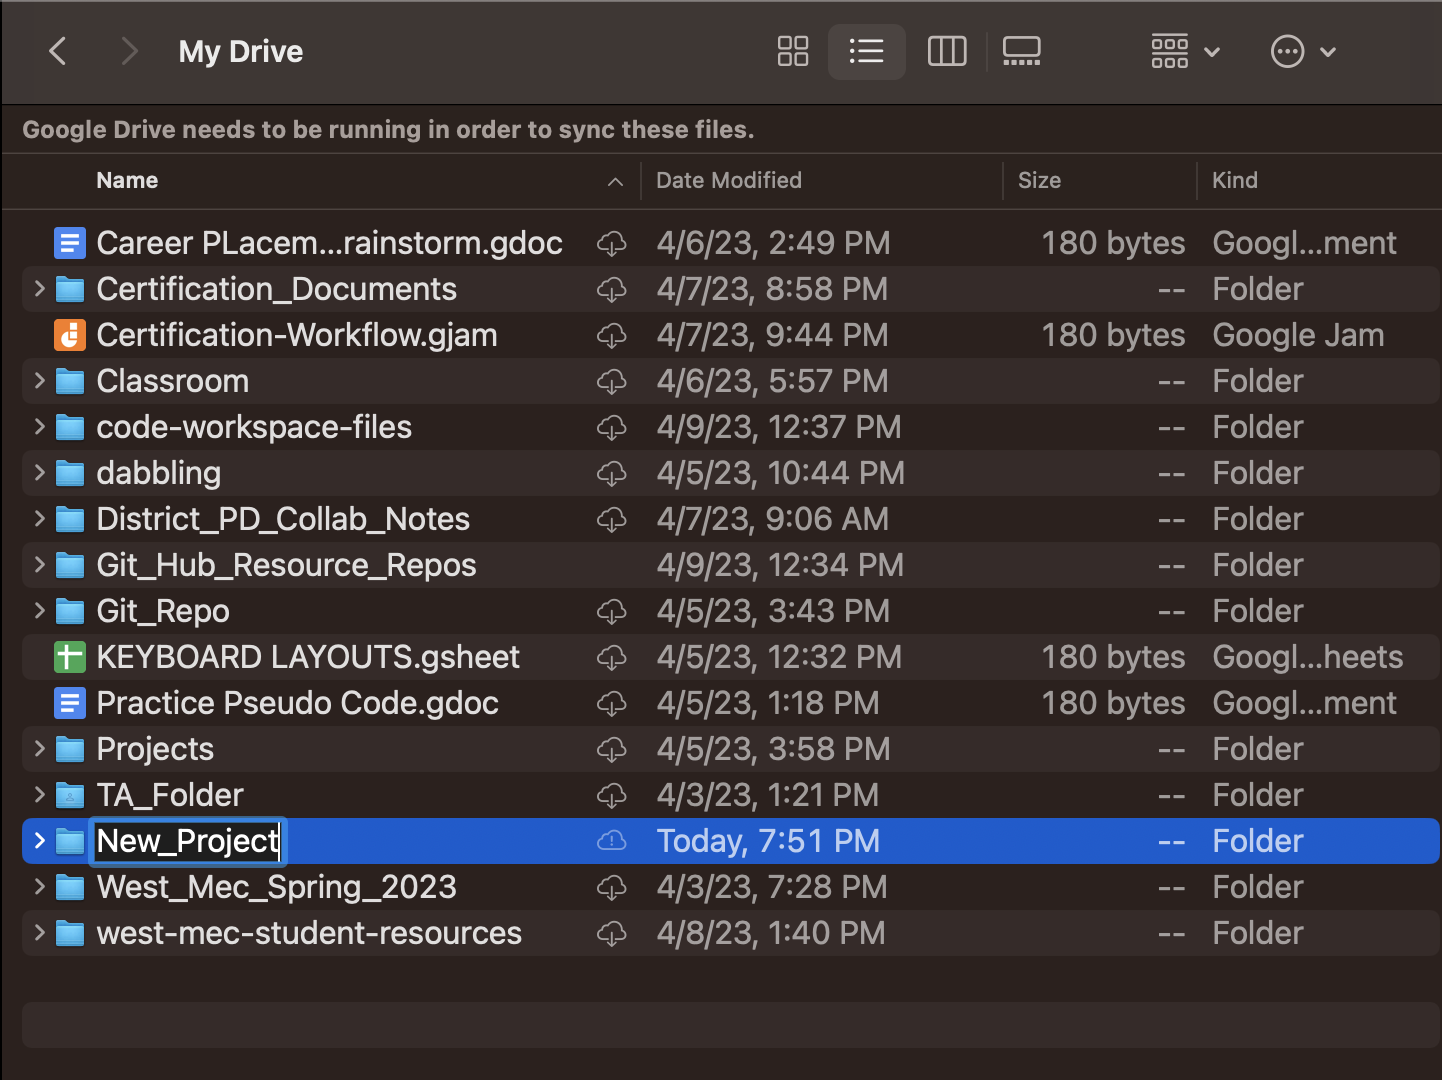 My Drive
Google Drive needs to be running in order to sync these files.
Name Date Modified Size Kind
Career PLacem...rainstorm.gdoc 4/6/23, 2:49 PM 180 bytes Googl...ment
Certification_Documents 4/7/23, 8:58 PM -- Folder
Certification-Workflow.gjam 4/7/23, 9:44 PM 180 bytes Google Jam
Classroom 4/6/23, 5:57 PM -- Folder
code-workspace-files 4/9/23, 12:37 PM -- Folder
dabbling 4/5/23, 10:44 PM -- Folder
District_PD_Collab_Notes 4/7/23, 9:06 AM -- Folder
Git_Hub_Resource_Repos 4/9/23, 12:34 PM -- Folder
Git_Repo 4/5/23, 3:43 PM -- Folder
KEYBOARD LAYOUTS.gsheet 4/5/23, 12:32 PM 180 bytes Googl...heets
Practice Pseudo Code.gdoc 4/5/23, 1:18 PM 180 bytes Googl...ment
Projects 4/5/23, 3:58 PM -- Folder
TA_Folder 4/3/23, 1:21 PM -- Folder
New_Project Today, 7:51 PM -- Folder
West_Mec_Spring_2023 4/3/23, 7:28 PM -- Folder
west-mec-student-resources 4/8/23, 1:40 PM -- Folder